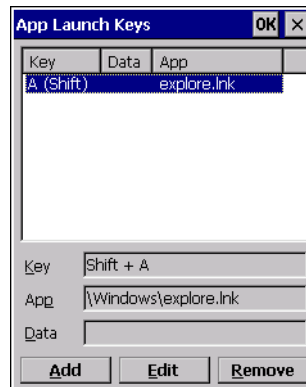 App Launch Keys OK ×
Key Data App
A (Shift) explore.lnk
Key Shift + A
App \Windows\explore.lnk
Data
Add Edit Remove